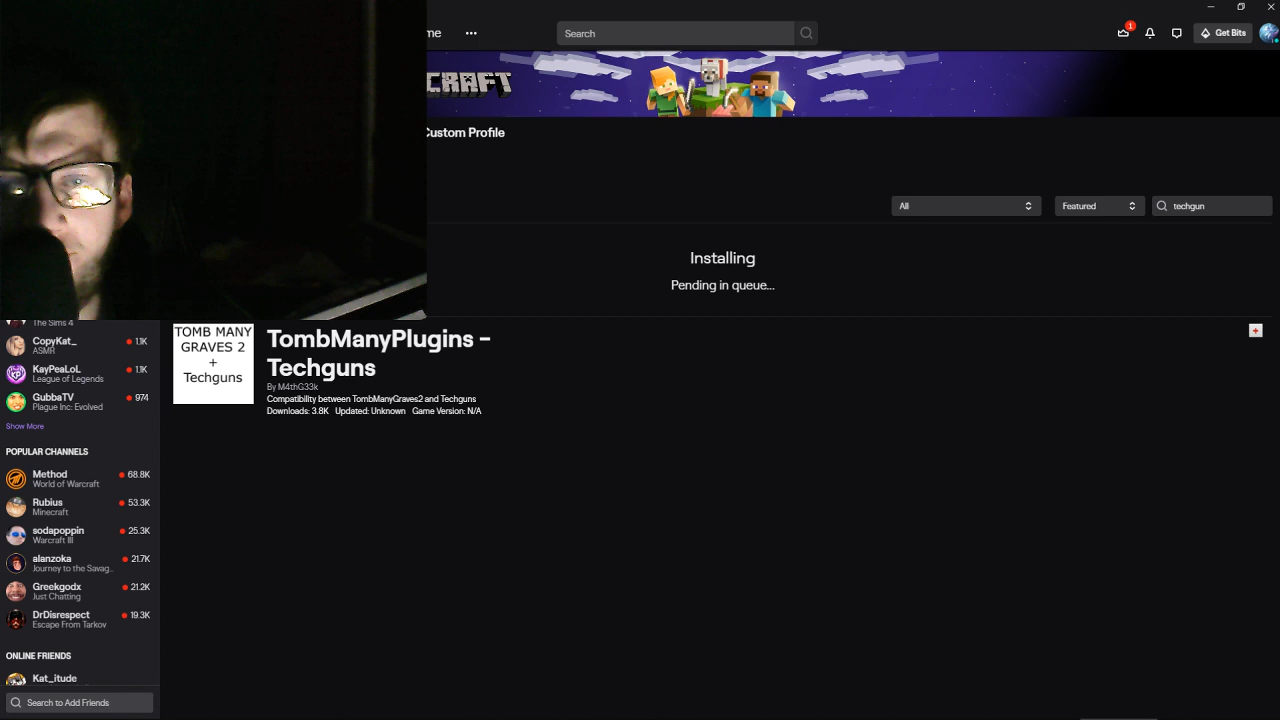 me
Search
1
Get Bits
CRAFT
Custom Profile
All
Featured
techgun
Installing
Pending in queue...
The Sims 4
CopyKat_
1.1K
ASMR
KayPeaLoL
1.1K
League of Legends
GubbaTV
974
Plague Inc: Evolved
Show More
POPULAR CHANNELS
Method
68.8K
World of Warcraft
Rubius
53.3K
Minecraft
sodapoppin
25.3K
Warcraft III
alanzoka
21.7K
Journey to the Savag...
Greekgodx
21.2K
Just Chatting
DrDisrespect
19.3K
Escape From Tarkov
ONLINE FRIENDS
Kat_itude
Search to Add Friends
TOMB MANY
GRAVES 2
+
Techguns
TombManyPlugins -
Techguns
By M4thG33k
Compatibility between TombManyGraves2 and Techguns
Downloads: 3.8K Updated: Unknown Game Version: N/A